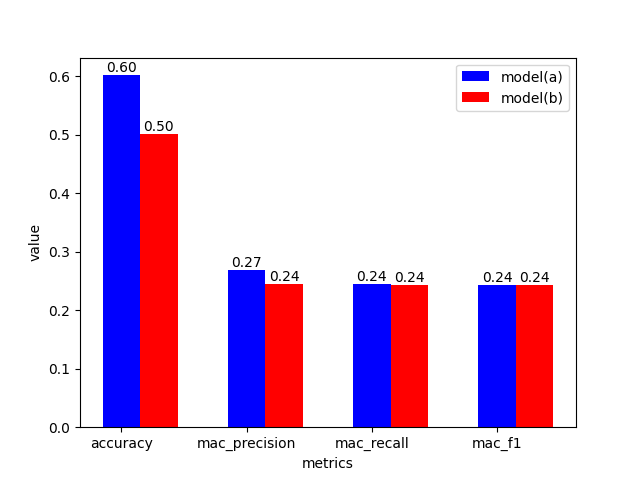 0.60
0.50
0.27
0.24
0.24
0.24
0.24
0.24
model(a)
model(b)
0.6
0.5
0.4
0.3
0.2
0.1
0.0
value
accuracy
mac_precision
mac_recall
mac_f1
metrics